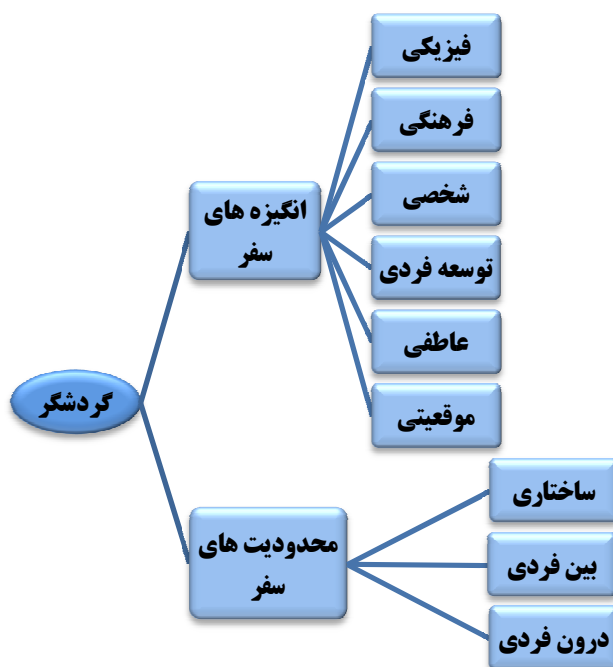 فیزیکی
فرهنگی
شخصی
انگیزه های
سفر
توسعه فردی
عاطفی
موقعیتی
گردشگر
ساختاری
محدودیت های
سفر
بین فردی
درون فردی